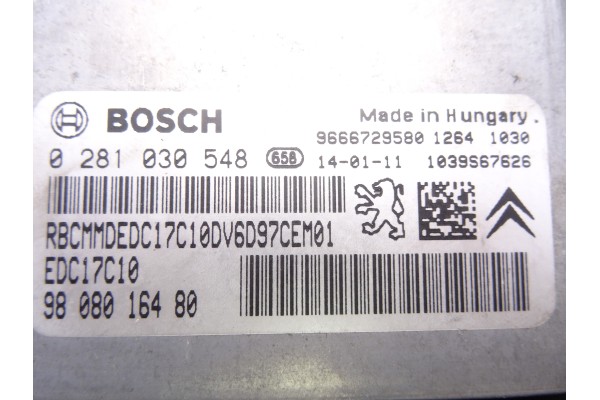 BOSCH
Made in Hungary.
9666729580 1264 1030
0 281 030 548 658 14-01-11 1039S67626
RBCMMDEDC17C10DV6D97CEM01
EDC17C10
98 080 164 80